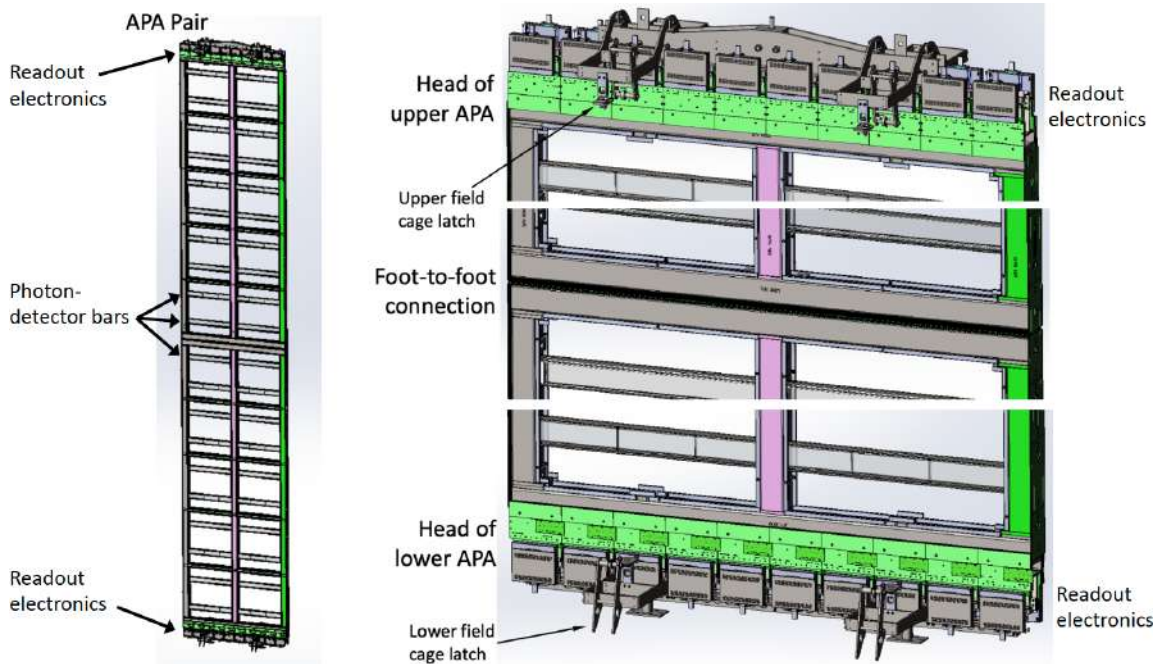 APA Pair
Readout
electronics
Photon-
detector bars
Readout
electronics
Head of
upper APA
Readout
electronics
Upper field
cage latch
Foot-to-foot
connection
Head of
lower APA
Lower field
cage latch
Readout
electronics